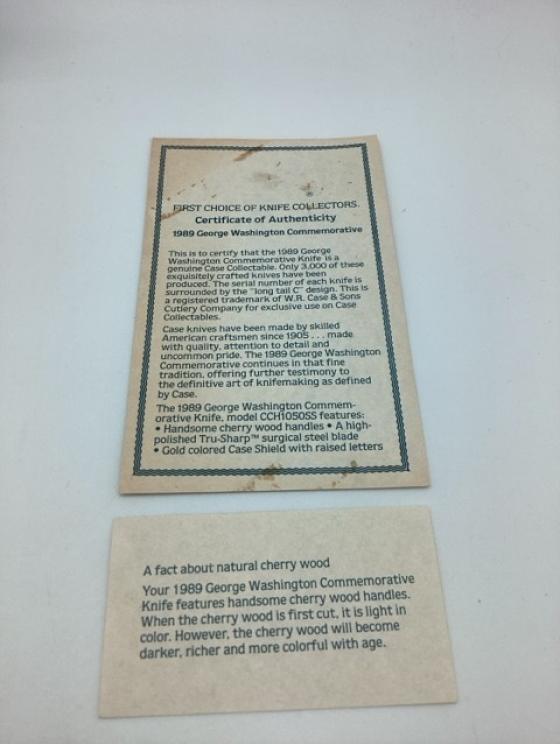 FIRST CHOICE OF KNIFE COLLECTORS.
Certificate of Authenticity
1989 George Washington Commemorative
This is to certify that the 1989 George
Washington Commemorative Knife is a
genuine Case Collectable. Only 3,000 of these
exquisitely crafted knives have been
produced. The serial number of each knife is
surrounded by the "long tail C" design. This is
a registered trademark of W.R. Case & Sons
Cutlery Company for exclusive use on Case
Collectables.
Case knives have been made by skilled
American craftsmen since 1905 . . . made
with quality, attention to detail and
uncommon pride. The 1989 George Washington
Commemorative continues in that fine
tradition, offering further testimony to
the definitive art of knifemaking as defined
by Case.
The 1989 George Washington Commem-
orative Knife, model CCH1050SS features:
• Handsome cherry wood handles • A high-
polished Tru-Sharp™ surgical steel blade
• Gold colored Case Shield with raised letters
A fact about natural cherry wood
Your 1989 George Washington Commemorative
Knife features handsome cherry wood handles.
When the cherry wood is first cut, it is light in
color. However, the cherry wood will become
darker, richer and more colorful with age.